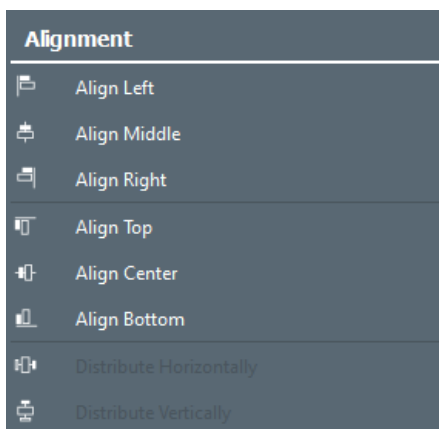 Alignment
Align Left
Align Middle
Align Right
Align Top
Align Center
Align Bottom
Distribute Horizontally
Distribute Vertically